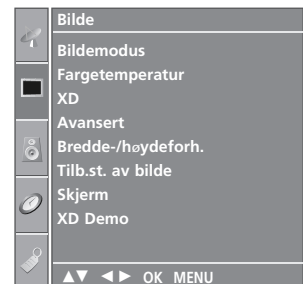 Bilde
Bildemodus
Fargetemperatur
XD
Avansert
Bredde-/høydeforh.
Tilb.st. av bilde
Skjerm
XD Demo
▲▼ ◄► OK MENU